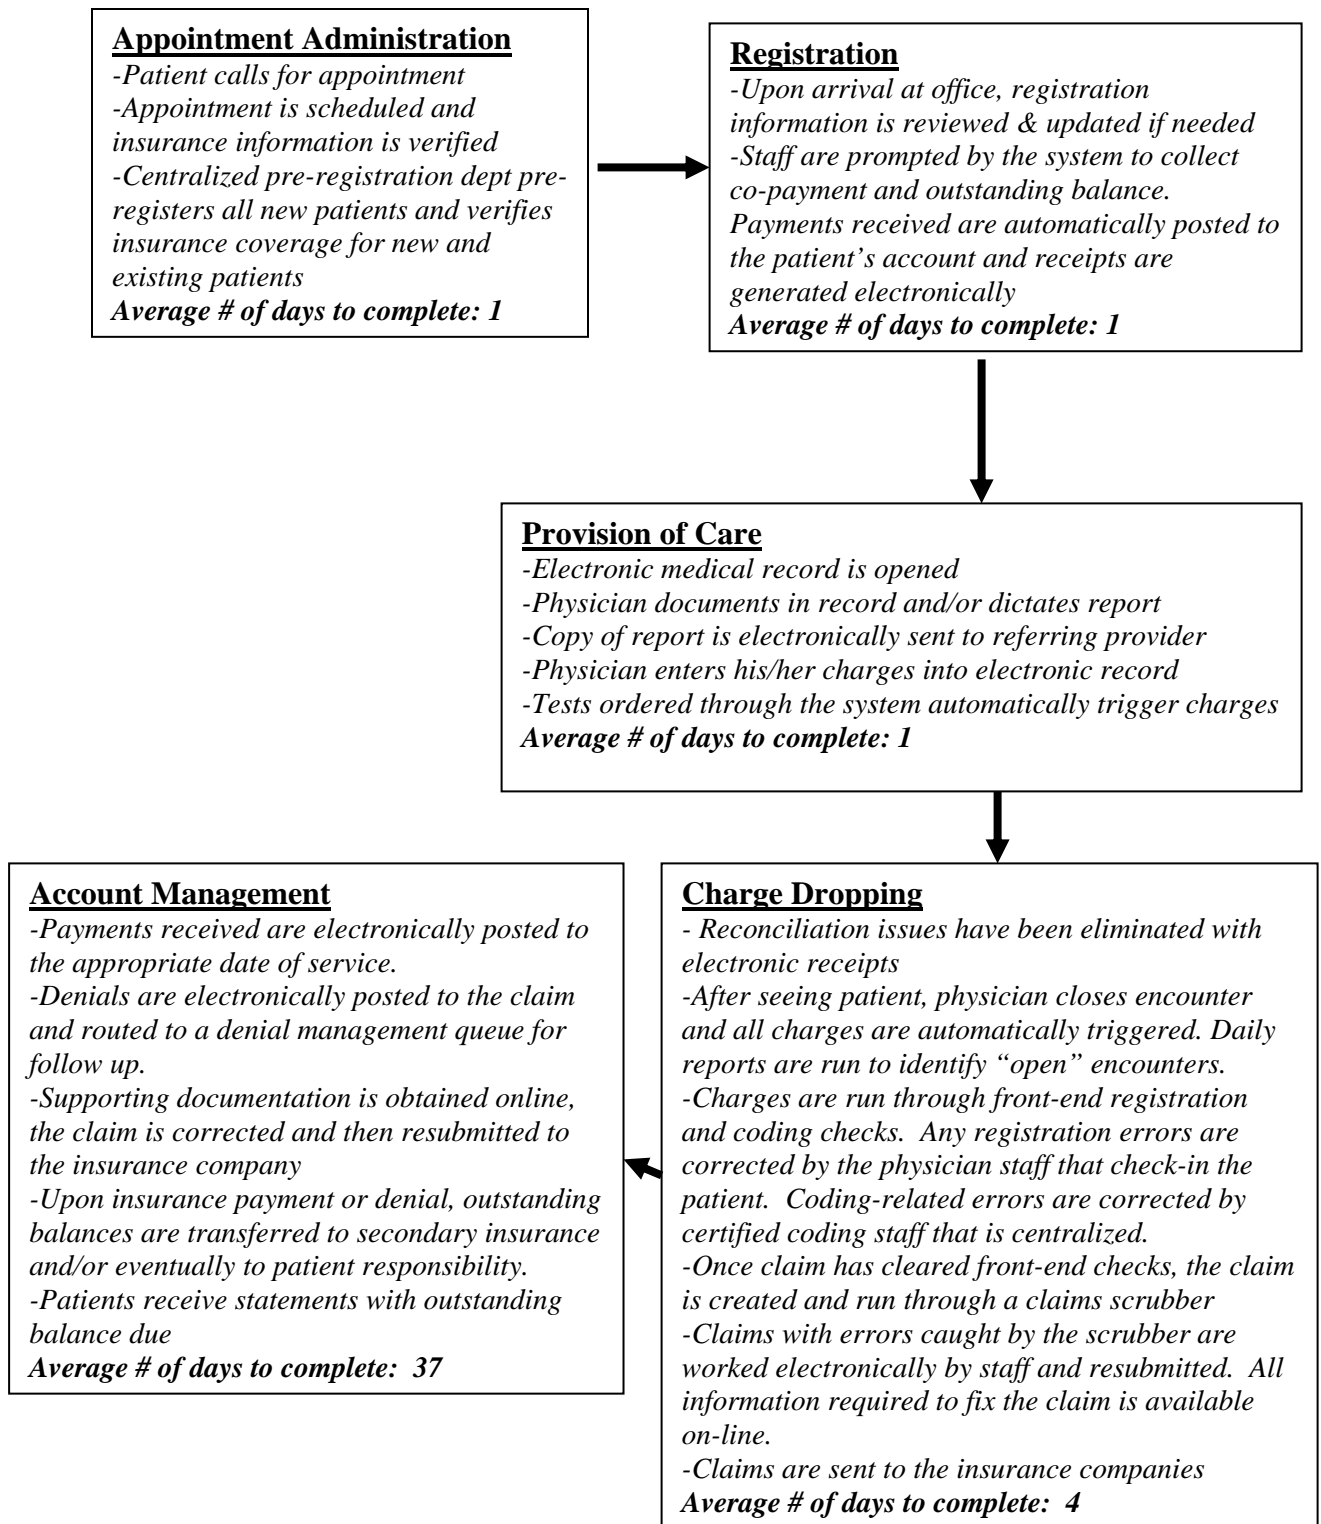 Appointment Administration
-Patient calls for appointment
-Appointment is scheduled and
insurance information is verified
-Centralized pre-registration dept pre-
registers all new patients and verifies
insurance coverage for new and
existing patients
Average # of days to complete: 1
Registration
-Upon arrival at office, registration
information is reviewed & updated if needed
-Staff are prompted by the system to collect
co-payment and outstanding balance.
Payments received are automatically posted to
the patient’s account and receipts are
generated electronically
Average # of days to complete: 1
Provision of Care
-Electronic medical record is opened
-Physician documents in record and/or dictates report
-Copy of report is electronically sent to referring provider
-Physician enters his/her charges into electronic record
-Tests ordered through the system automatically trigger charges
Average # of days to complete: 1
Charge Dropping
- Reconciliation issues have been eliminated with
electronic receipts
-After seeing patient, physician closes encounter
and all charges are automatically triggered. Daily
reports are run to identify “open” encounters.
-Charges are run through front-end registration
and coding checks.  Any registration errors are
corrected by the physician staff that check-in the
patient.  Coding-related errors are corrected by
certified coding staff that is centralized.
-Once claim has cleared front-end checks, the claim
is created and run through a claims scrubber
-Claims with errors caught by the scrubber are
worked electronically by staff and resubmitted.  All
information required to fix the claim is available
on-line.
-Claims are sent to the insurance companies
Average # of days to complete:  4
Account Management
-Payments received are electronically posted to
the appropriate date of service.
-Denials are electronically posted to the claim
and routed to a denial management queue for
follow up.
-Supporting documentation is obtained online,
the claim is corrected and then resubmitted to
the insurance company
-Upon insurance payment or denial, outstanding
balances are transferred to secondary insurance
and/or eventually to patient responsibility.
-Patients receive statements with outstanding
balance due
Average # of days to complete:  37